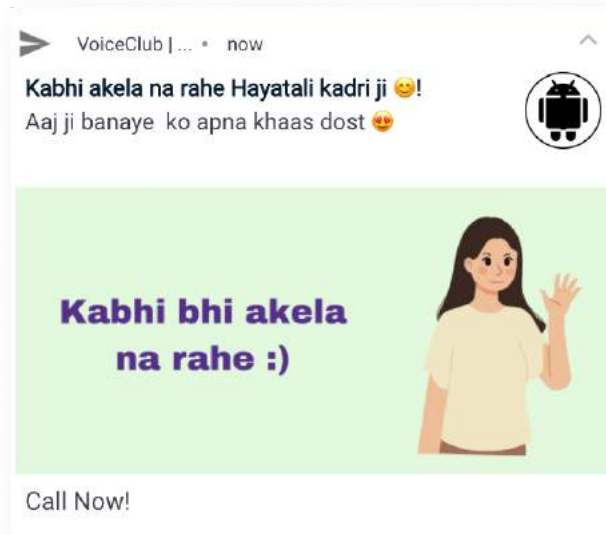 VoiceClub | ... • now
Kabhi akela na rahe Hayatali kadri ji 😊!
Aaj ji banaye  ko apna khaas dost 😍
Kabhi bhi akela
na rahe :)
Call Now!